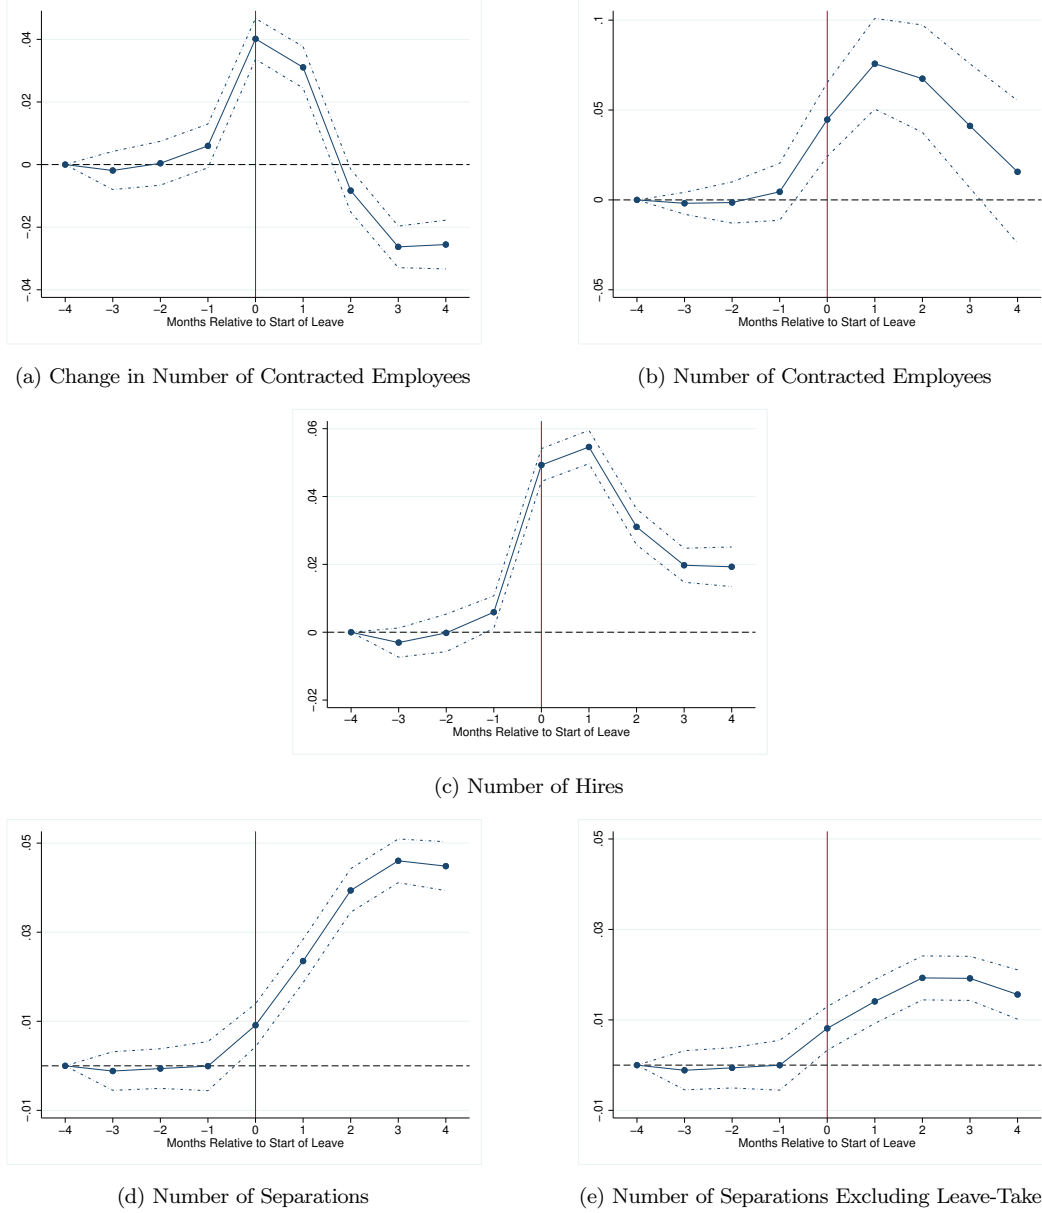 .04
.02
0
-.02
-.04
-4 -3 -2 -1 0 1 2 3 4
Months Relative to Start of Leave
(a) Change in Number of Contracted Employees
.1
.05
0
-.05
-4 -3 -2 -1 0 1 2 3 4
Months Relative to Start of Leave
(b) Number of Contracted Employees
.06
.04
.02
0
-.02
-4 -3 -2 -1 0 1 2 3 4
Months Relative to Start of Leave
(c) Number of Hires
.05
.03
.01
-.01
-4 -3 -2 -1 0 1 2 3 4
Months Relative to Start of Leave
(d) Number of Separations
.05
.03
.01
-.01
-4 -3 -2 -1 0 1 2 3 4
Months Relative to Start of Leave
(e) Number of Separations Excluding Leave-Take